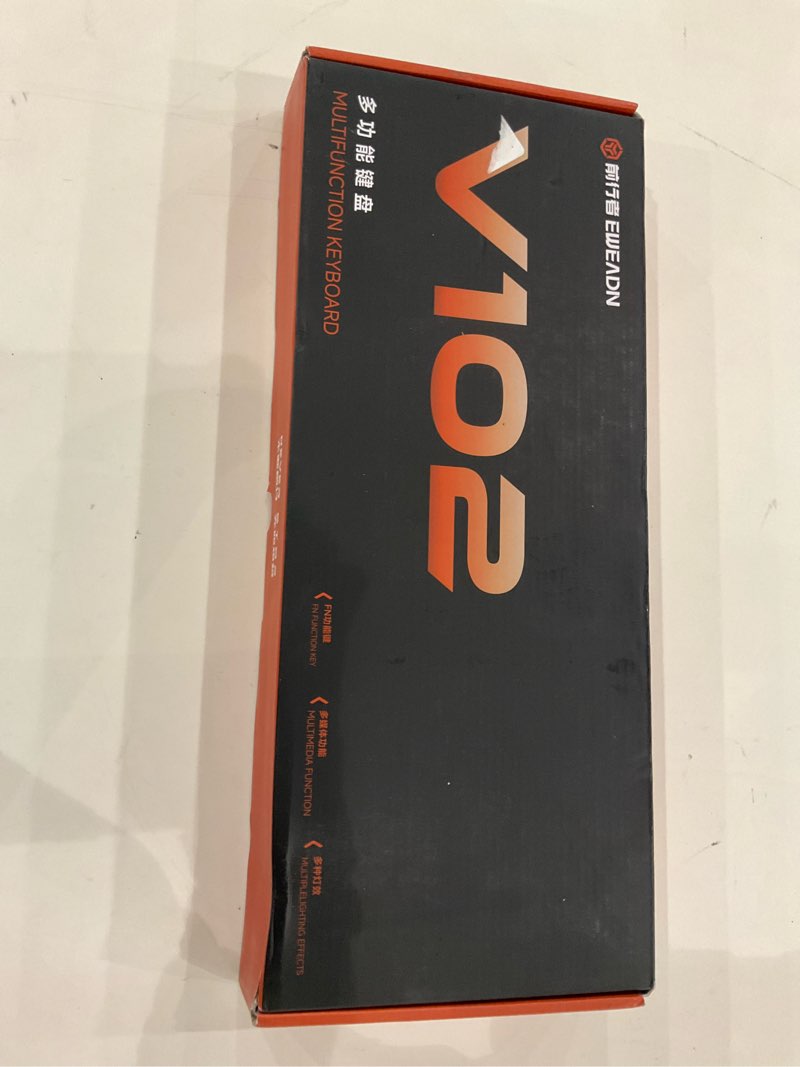 前行者 EWEADN
V102
多功能键盘
MULTIFUNCTION KEYBOARD
FN功能键
FN FUNCTION KEY
多媒体功能
MULTIMEDIA FUNCTION
多种灯效
MULTIPLELIGHTING EFFECTS